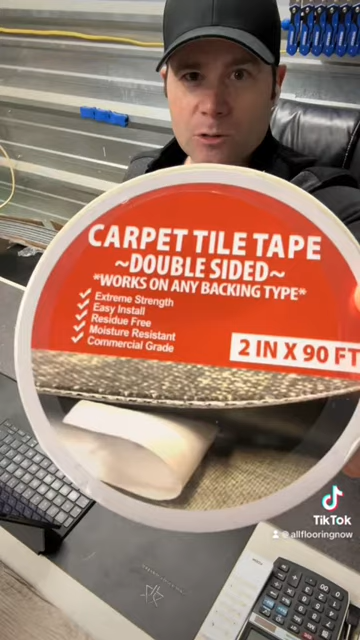 CARPET TILE TAPE
~DOUBLE SIDED~
*WORKS ON ANY BACKING TYPE*
Extreme Strength
Easy Install
Residue Free
Moisture Resistant
Commercial Grade
2 IN X 90 FT
TikTok
@allflooringnow